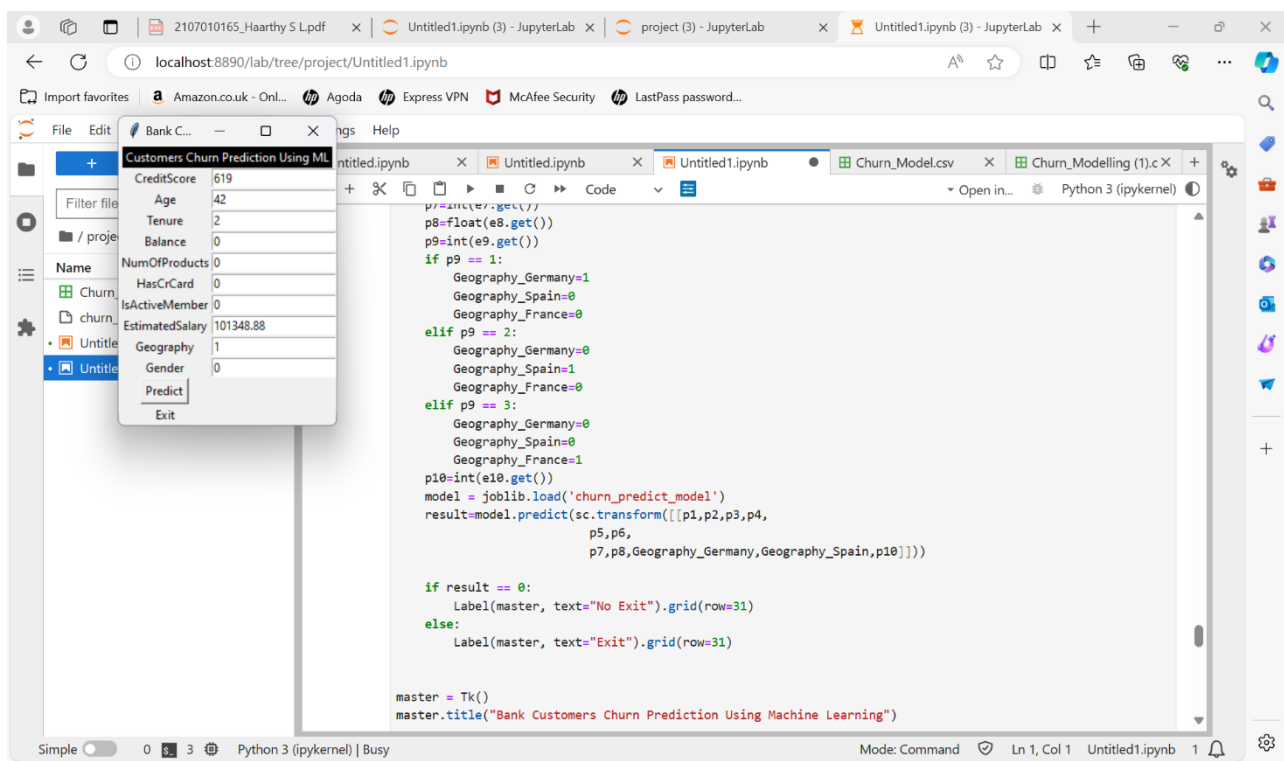 2107010165_Haarthy S L.pdf
Untitled1.ipynb (3) - JupyterLab
project (3) - JupyterLab
Untitled1.ipynb (3) - JupyterLab
localhost:8890/lab/tree/project/Untitled1.ipynb
Import favorites
Amazon.co.uk - Onl...
Agoda
Express VPN
McAfee Security
LastPass password...
File Edit
ngs Help
Bank C...
Customers Churn Prediction Using ML
CreditScore 619
Age 42
Tenure 2
Balance 0
NumOfProducts 0
HasCrCard 0
IsActiveMember 0
EstimatedSalary 101348.88
Geography 1
Gender 0
Predict
Exit
Filter file
/ proje
Name
Churn_
churn_
Untitle
Untitle
ntitled.ipynb
Untitled.ipynb
Untitled1.ipynb
Churn_Model.csv
Churn_Modelling (1).c
Code
Open in...
Python 3 (ipykernel)
p7=int(e7.get())
p8=float(e8.get())
p9=int(e9.get())
if p9 == 1:
Geography_Germany=1
Geography_Spain=0
Geography_France=0
elif p9 == 2:
Geography_Germany=0
Geography_Spain=1
Geography_France=0
elif p9 == 3:
Geography_Germany=0
Geography_Spain=0
Geography_France=1
p10=int(e10.get())
model = joblib.load('churn_predict_model')
result=model.predict(sc.transform([[p1,p2,p3,p4,
p5,p6,
p7,p8,Geography_Germany,Geography_Spain,p10]]))
if result == 0:
Label(master, text="No Exit").grid(row=31)
else:
Label(master, text="Exit").grid(row=31)
master = Tk()
master.title("Bank Customers Churn Prediction Using Machine Learning")
Simple
0
3
Python 3 (ipykernel) | Busy
Mode: Command
Ln 1, Col 1
Untitled1.ipynb
1